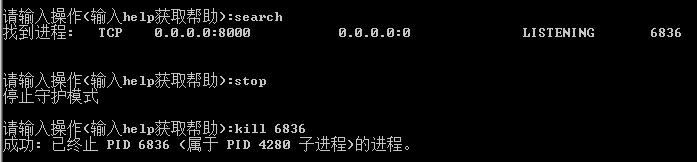 请输入操作(输入help获取帮助):search
找到进程: TCP 0.0.0.0:8000 0.0.0.0:0 LISTENING 6836
请输入操作(输入help获取帮助):stop
停止守护模式
请输入操作(输入help获取帮助):kill 6836
成功: 已终止 PID 6836 (属于 PID 4280 子进程)的进程。